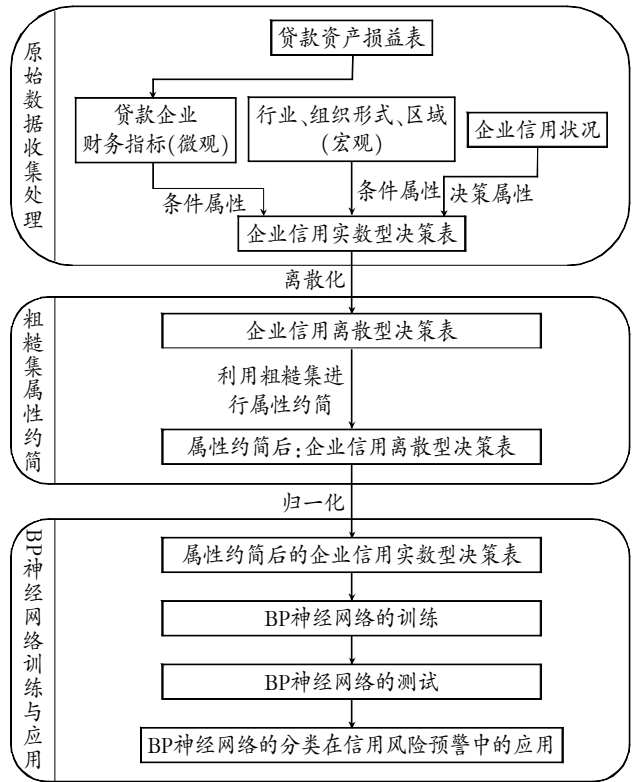 原始数据收集处理
贷款资产损益表
贷款企业
财务指标(微观)
行业、组织形式、区域
(宏观)
企业信用状况
条件属性
条件属性
决策属性
企业信用实数型决策表
离散化
粗糙集属性约简
企业信用离散型决策表
利用粗糙集进
行属性约简
属性约简后:企业信用离散型决策表
归一化
BP神经网络训练与应用
属性约简后的企业信用实数型决策表
BP神经网络的训练
BP神经网络的测试
BP神经网络的分类在信用风险预警中的应用